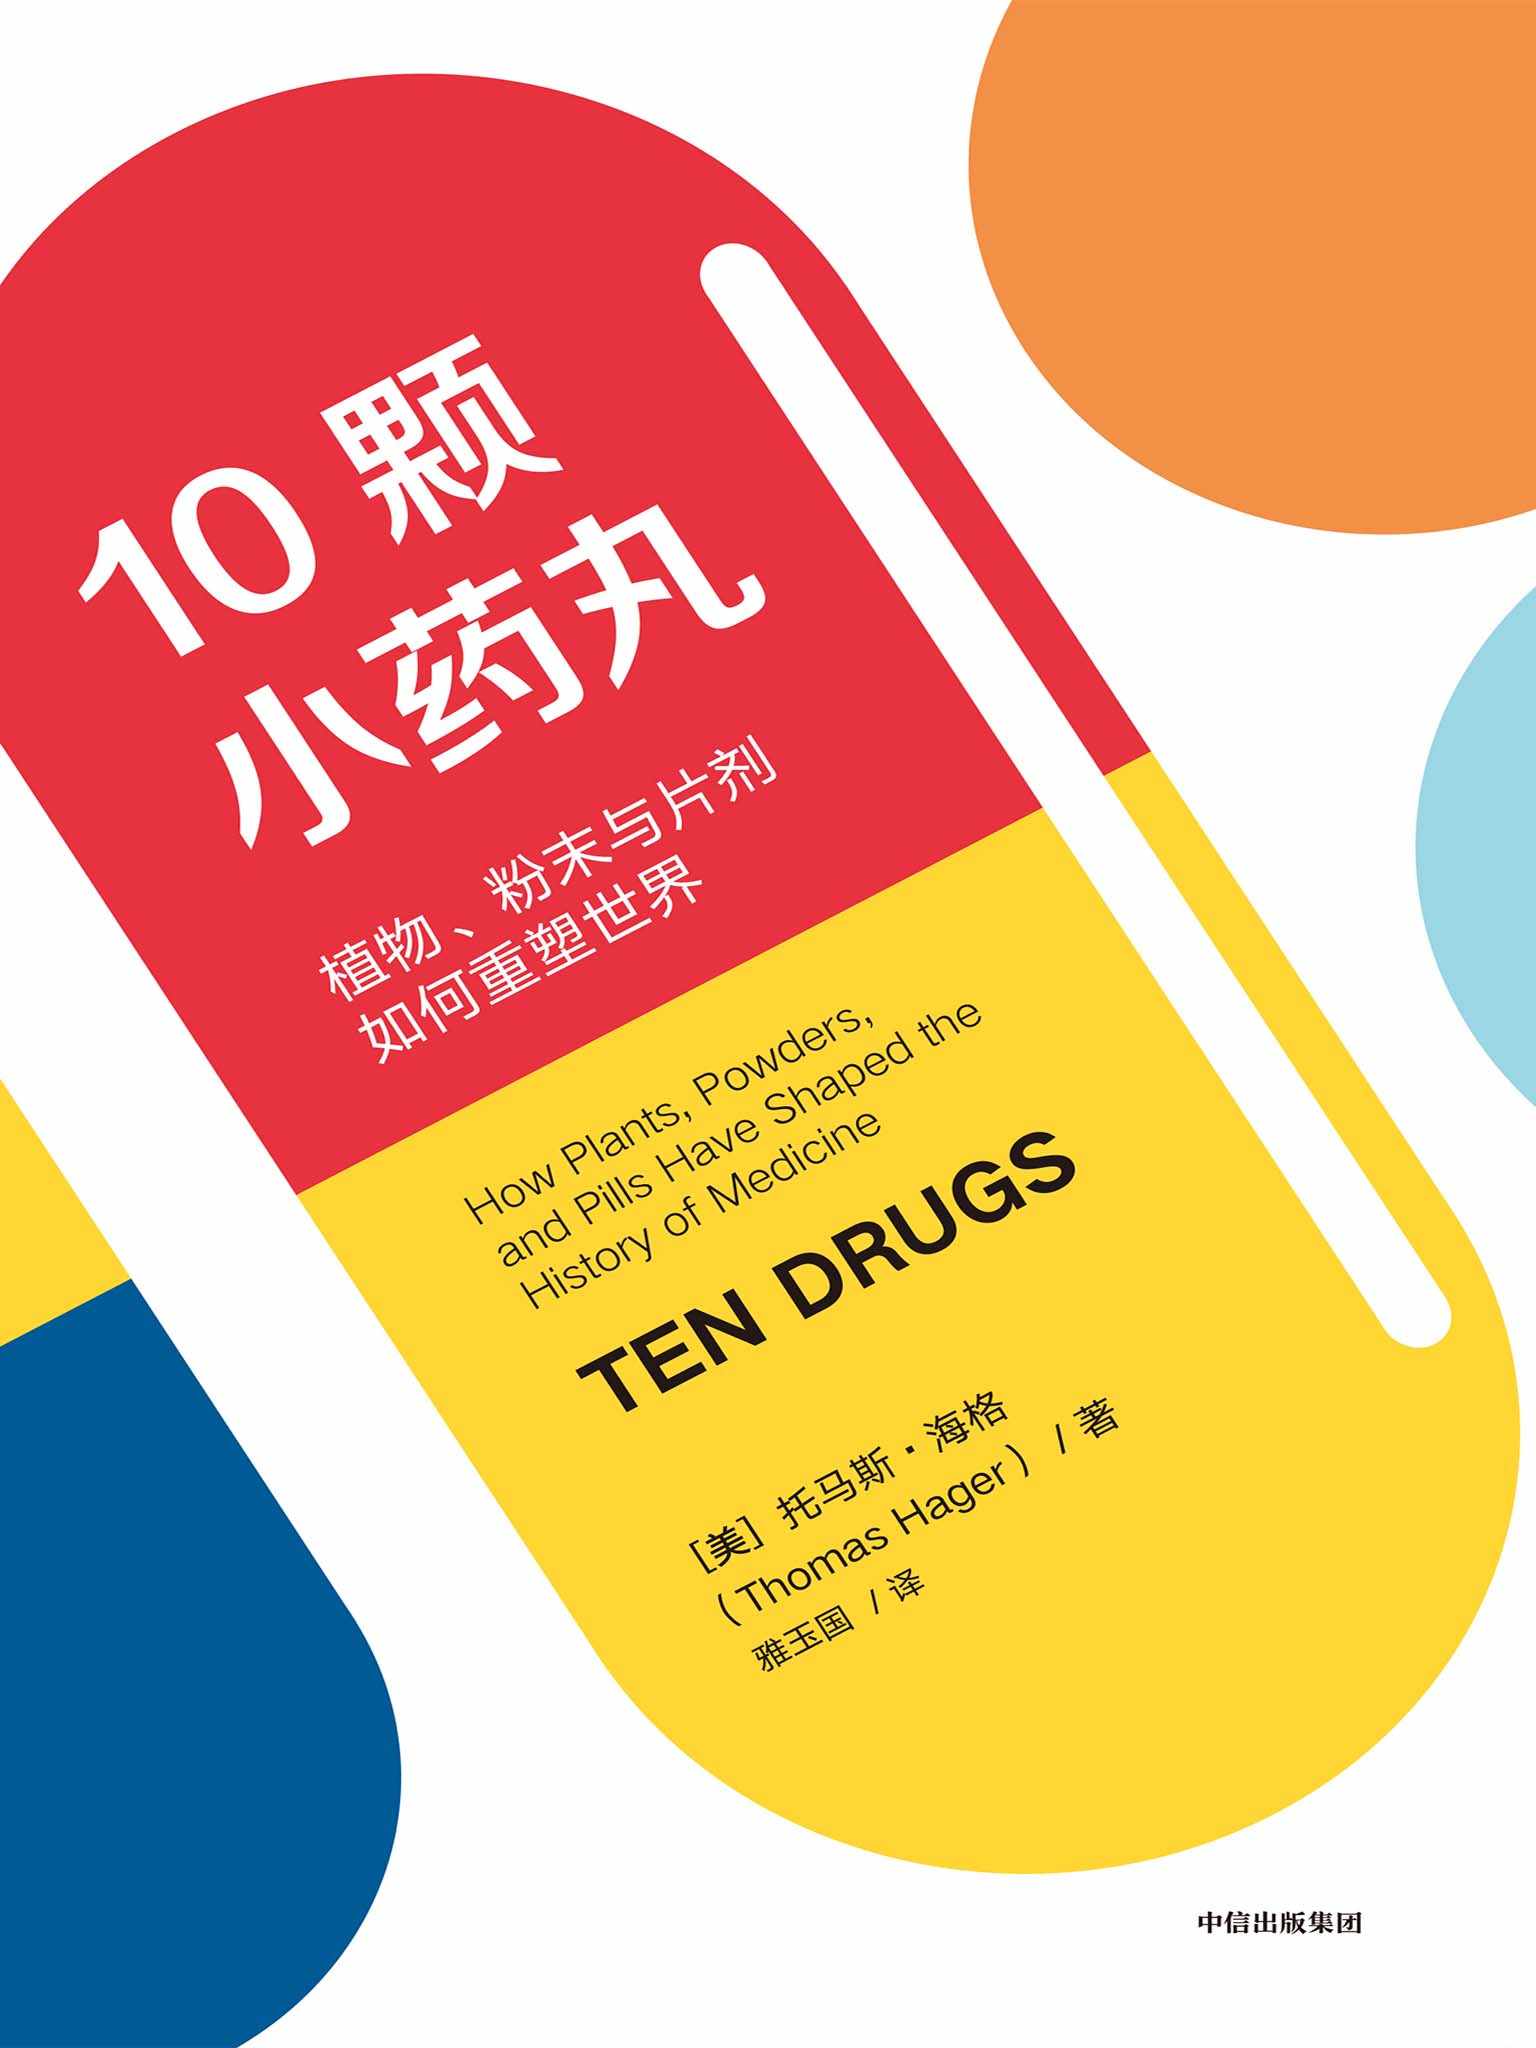 10 颗
小药丸
植物、粉末与片剂
如何重塑世界
How Plants, Powders,
and Pills Have Shaped the
History of Medicine
TEN DRUGS
[美] 托马斯·海格
(Thomas Hager) / 著
雅玉国 / 译
中信出版集团